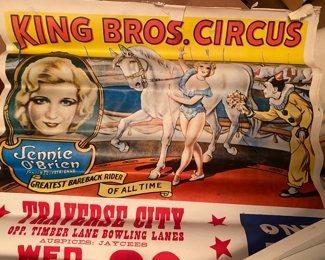 KING BROS. CIRCUS
Jennie
O'Brien
GREATEST BAREBACK RIDER
OF ALL TIME
TRAVERSE CITY
OPP. TIMBER LANE BOWLING LANES
AUSPICES: JAYCEES
WED.